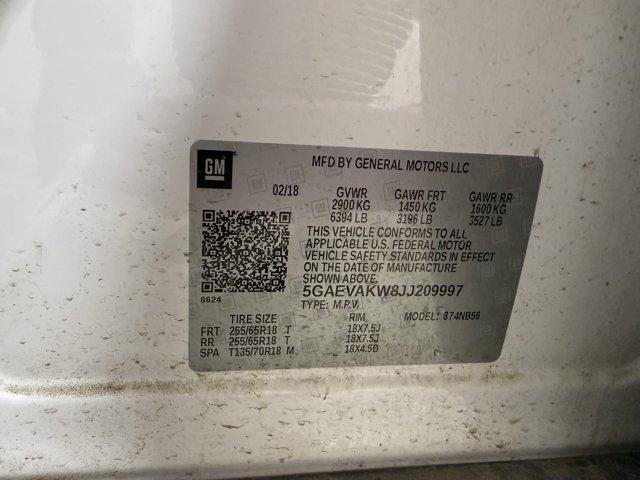 GM
MFD BY GENERAL MOTORS LLC
02/18 GVWR GAWR FRT GAWR RR
2900 KG 1450 KG 1600 KG
6394 LB 3196 LB 3527 LB
THIS VEHICLE CONFORMS TO ALL
APPLICABLE U.S. FEDERAL MOTOR
VEHICLE SAFETY STANDARDS IN EFFECT
ON THE DATE OF MANUFACTURE
SHOWN ABOVE.
8624
5GAEVAKW8JJ209997
TYPE: M.P.V. MODEL: 874NB56
TIRE SIZE RIM
FRT 255/65R18 T 18X7.5J
RR 255/65R18 T 18X7.5J
SPA T135/70R18 M 18X4.5B